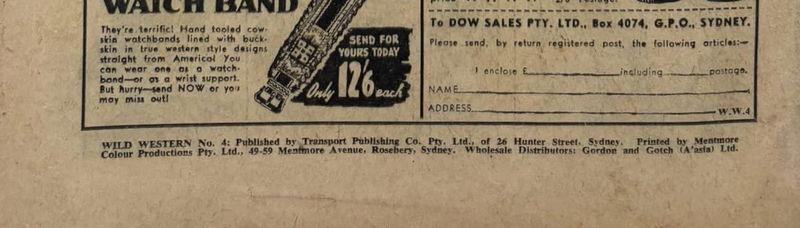 WATCH BAND
They're terrific! Hand tooled cow-
skin watchbands lined with buck-
skin in true western style designs
straight from America! You
can wear one as a watch-
band—or as a wrist support.
But hurry—send NOW or you
may miss out!
SEND FOR
YOURS TODAY
Only 12'6 each
To DOW SALES PTY. LTD., Box 4074, G.P.O., SYDNEY.
Please send, by return registered post, the following articles:—
I enclose £ including postage.
NAME
ADDRESS
W.W.4
WILD WESTERN No. 4: Published by Transport Publishing Co. Pty. Ltd., of 26 Hunter Street, Sydney. Printed by Mentmore
Colour Productions Pty. Ltd., 49-59 Mentmore Avenue, Rosebery, Sydney. Wholesale Distributors: Gordon and Gotch (A'asia) Ltd.